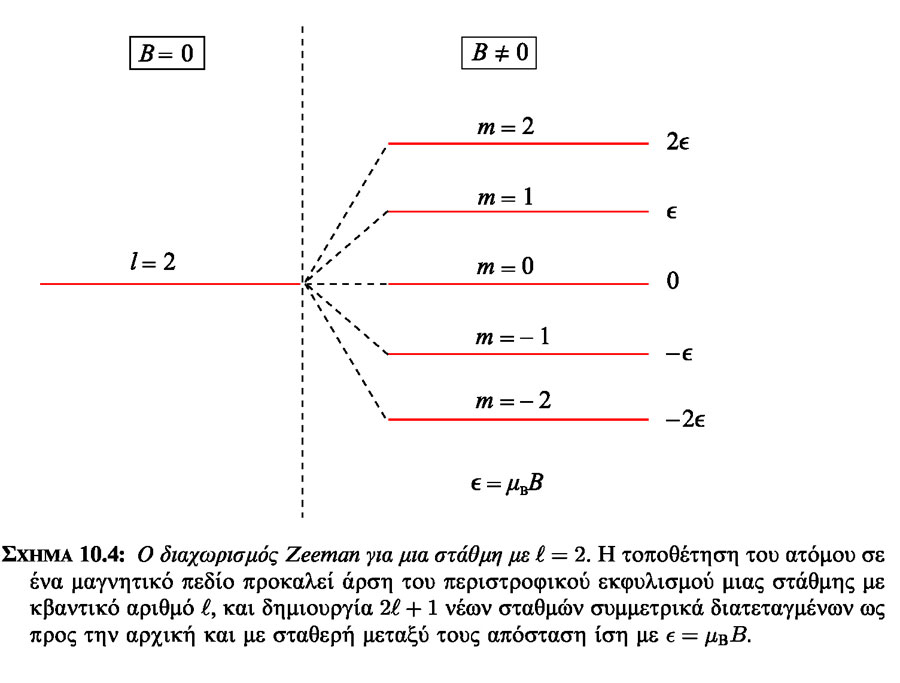 B = 0
B ≠ 0
m = 2
2ϵ
m = 1
ϵ
l = 2
m = 0
0
m = − 1
−ϵ
m = − 2
−2ϵ
ϵ = μ_B B
ΣΧΗΜΑ 10.4: Ο διαχωρισμός Zeeman για μια στάθμη με ℓ = 2. Η τοποθέτηση του ατόμου σε
ένα μαγνητικό πεδίο προκαλεί άρση του περιστροφικού εκφυλισμού μιας στάθμης με
κβαντικό αριθμό ℓ, και δημιουργία 2ℓ + 1 νέων σταθμών συμμετρικά διατεταγμένων ως
προς την αρχική και με σταθερή μεταξύ τους απόσταση ίση με ϵ = μ_B B.